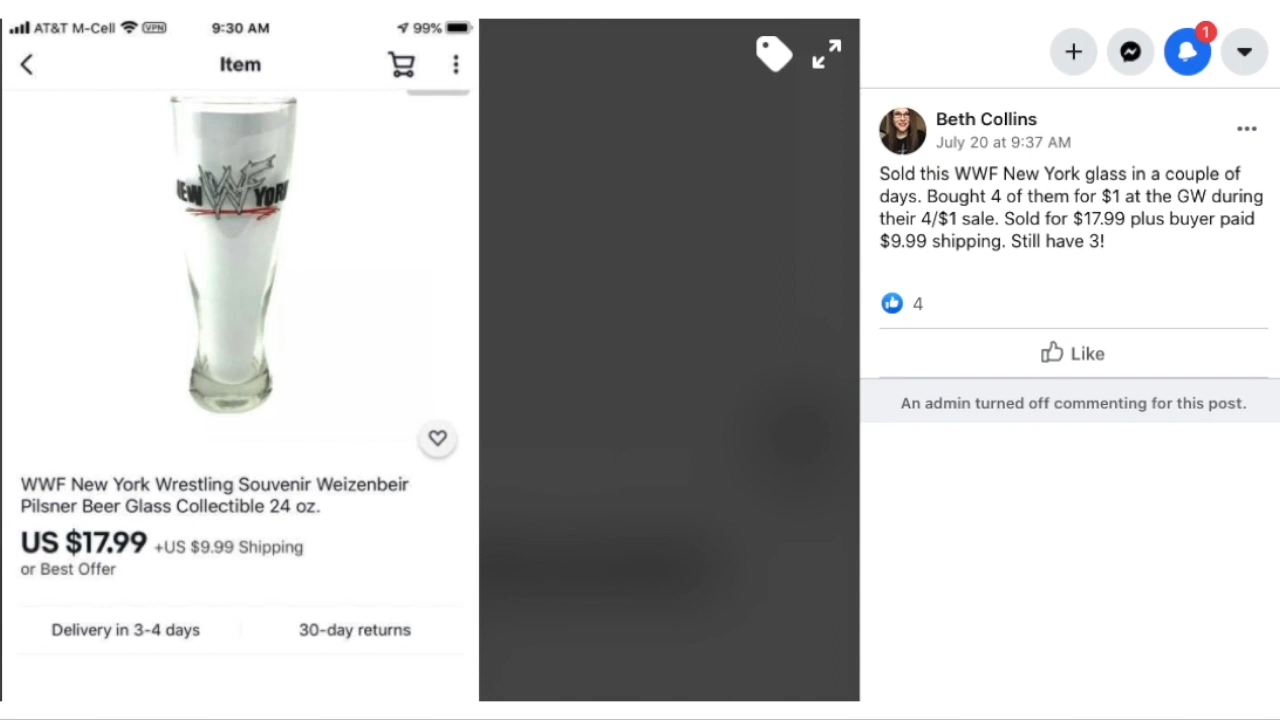 AT&T M-Cell VPN 9:30 AM 99%
Item
NEW WWF YORK
WWF New York Wrestling Souvenir Weizenbeir
Pilsner Beer Glass Collectible 24 oz.
US $17.99 +US $9.99 Shipping
or Best Offer
Delivery in 3-4 days 30-day returns
1
Beth Collins
July 20 at 9:37 AM
Sold this WWF New York glass in a couple of
days. Bought 4 of them for $1 at the GW during
their 4/$1 sale. Sold for $17.99 plus buyer paid
$9.99 shipping. Still have 3!
4
Like
An admin turned off commenting for this post.